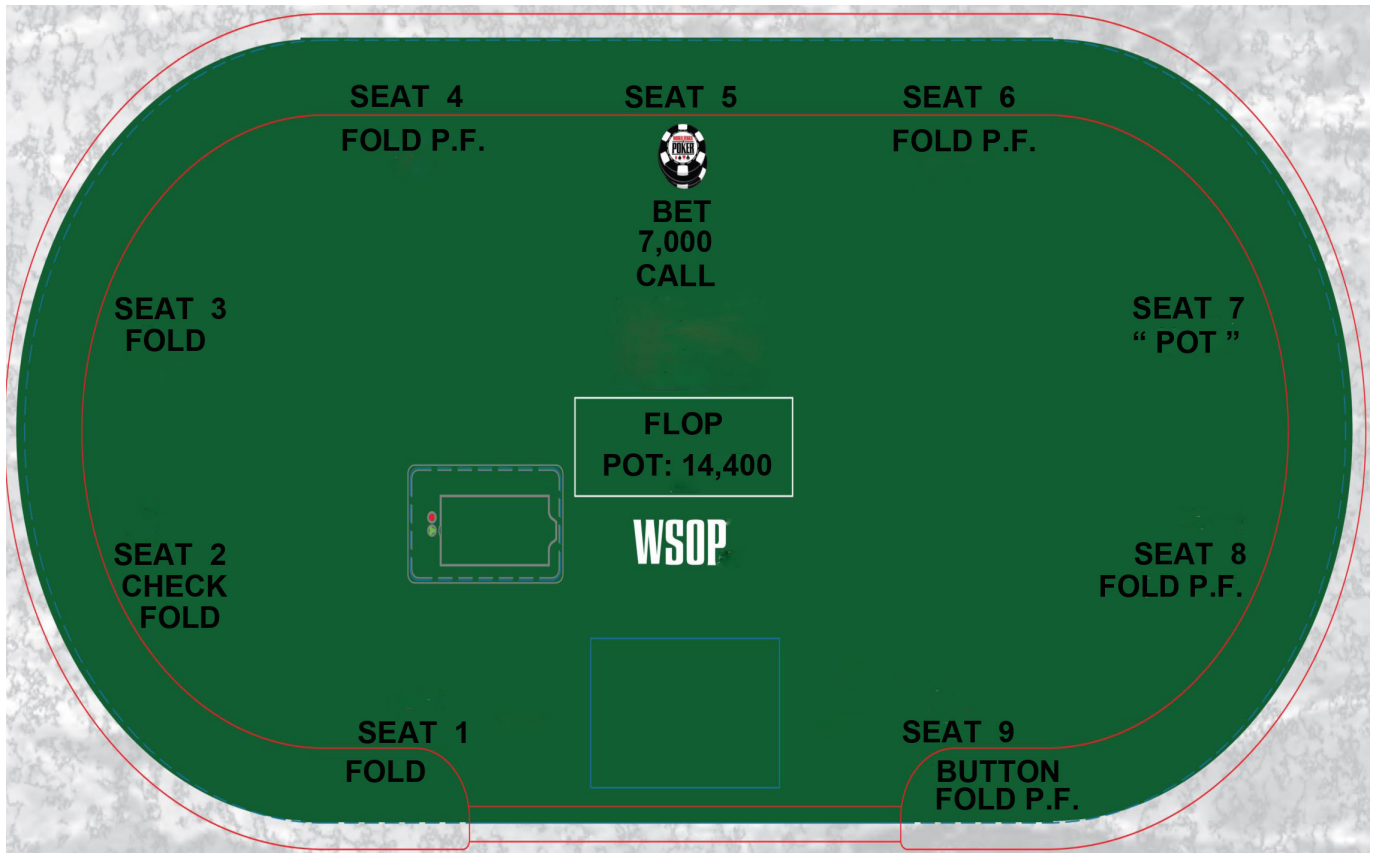 SEAT 4
FOLD P.F.
SEAT 5
POKER
BET
7,000
CALL
SEAT 6
FOLD P.F.
SEAT 3
FOLD
SEAT 7
“ POT ”
FLOP
POT: 14,400
WSOP
SEAT 2
CHECK
FOLD
SEAT 8
FOLD P.F.
SEAT 1
FOLD
SEAT 9
BUTTON
FOLD P.F.